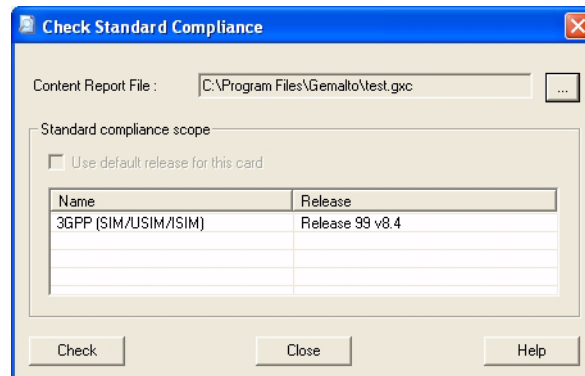 Check Standard Compliance
Content Report File : C:\Program Files\Gemalto\test.gxc ...
Standard compliance scope
Use default release for this card
Name Release
3GPP (SIM/USIM/ISIM) Release 99 v8.4
Check Close Help